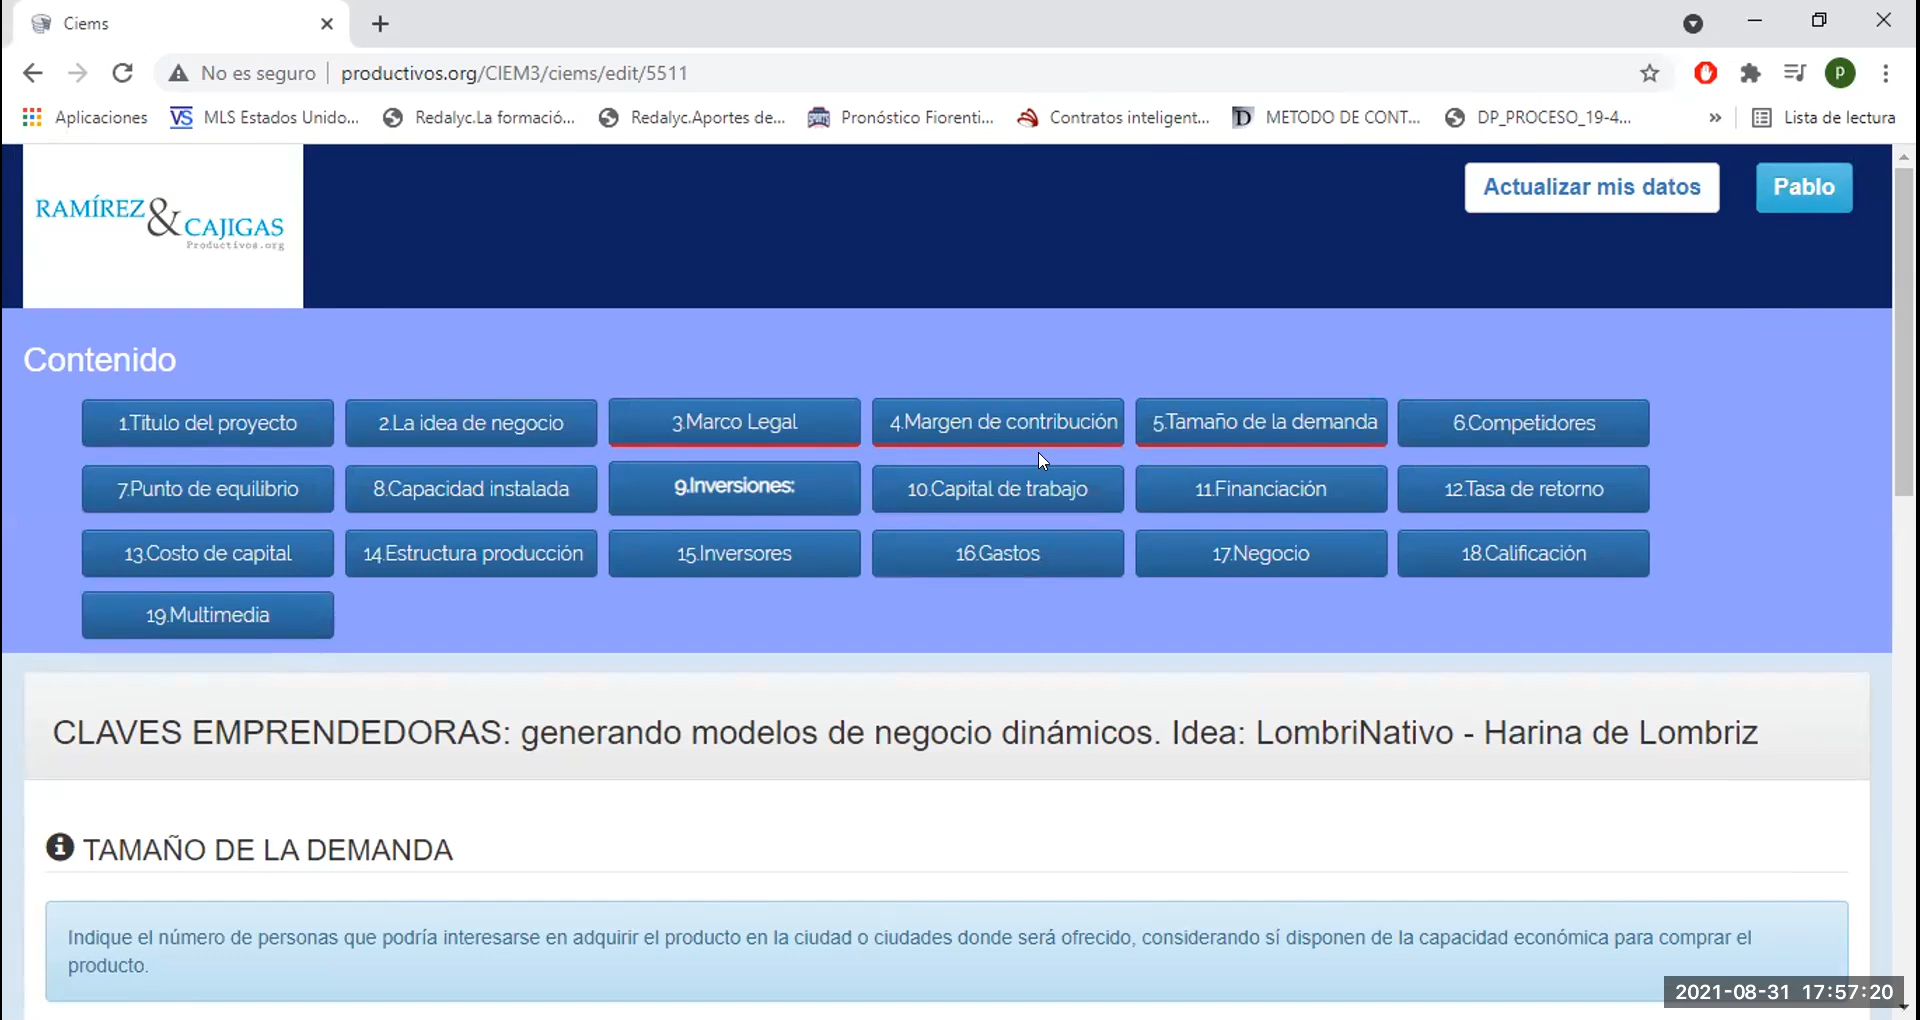 Ciems
No es seguro productivos.org/CIEM3/ciems/edit/5511
Aplicaciones MLS Estados Unido... Redalyc.La formació... Redalyc.Aportes de... Pronóstico Fiorenti... Contratos inteligent... METODO DE CONT... DP_PROCESO_19-4... » Lista de lectura
RAMÍREZ & CAJIGAS
Productivos.org
Actualizar mis datos Pablo
Contenido
1.Título del proyecto 2.La idea de negocio 3.Marco Legal 4.Margen de contribución 5.Tamaño de la demanda 6.Competidores
7.Punto de equilibrio 8.Capacidad instalada 9.Inversiones: 10.Capital de trabajo 11.Financiación 12.Tasa de retorno
13.Costo de capital 14.Estructura producción 15.Inversores 16.Gastos 17.Negocio 18.Calificación
19.Multimedia
CLAVES EMPRENDEDORAS: generando modelos de negocio dinámicos. Idea: LombriNativo - Harina de Lombriz
TAMAÑO DE LA DEMANDA
Indique el número de personas que podría interesarse en adquirir el producto en la ciudad o ciudades donde será ofrecido, considerando sí disponen de la capacidad económica para comprar el
producto.
2021-08-31 17:57:20